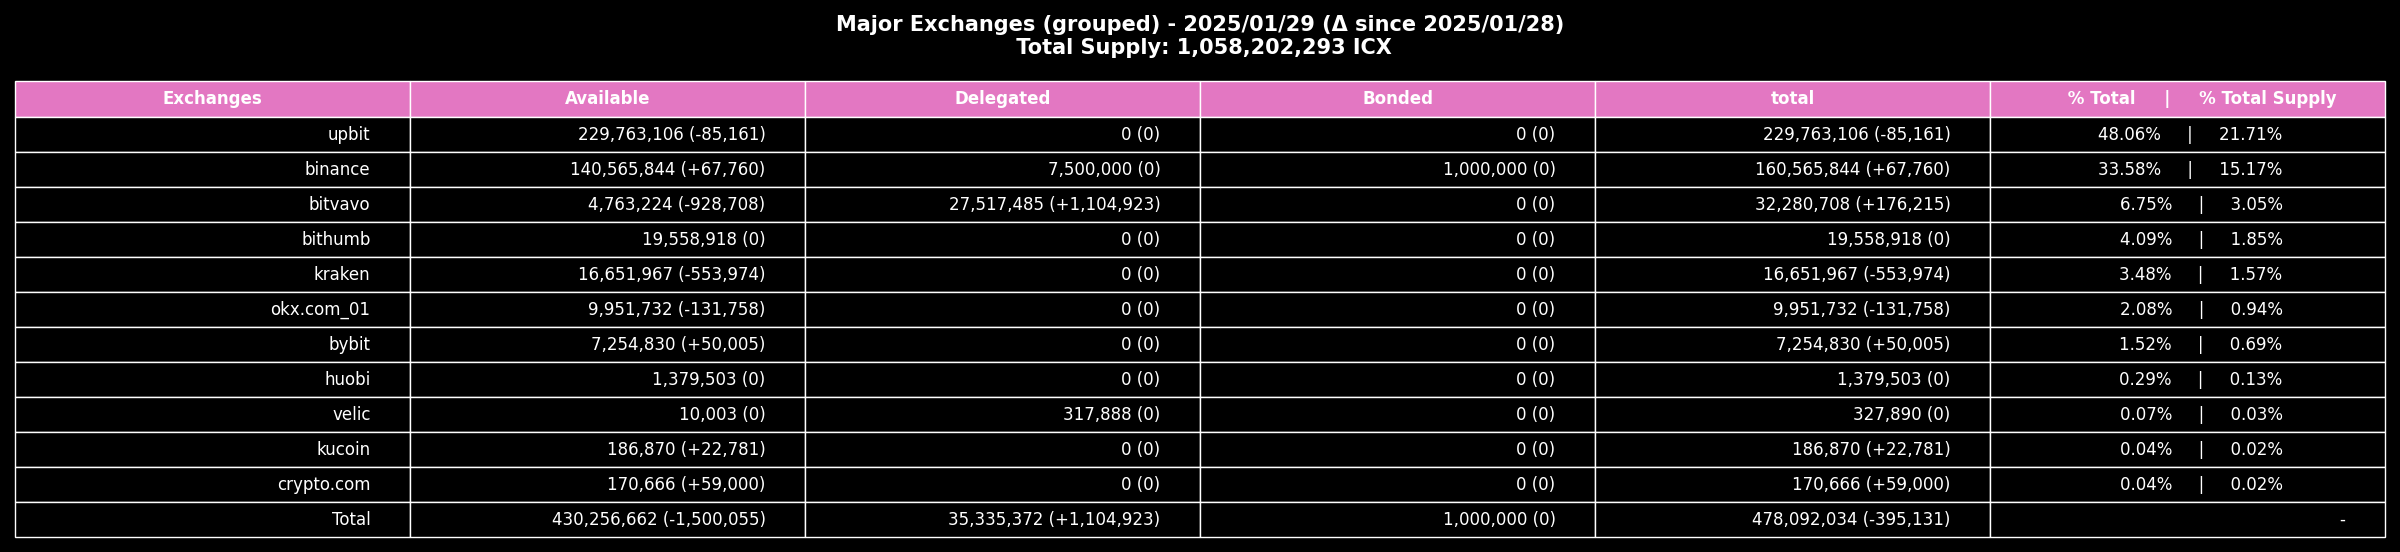 Major Exchanges (grouped) - 2025/01/29 (Δ since 2025/01/28)
Total Supply: 1,058,202,293 ICX
Exchanges Available Delegated Bonded total % Total | % Total Supply
upbit 229,763,106 (-85,161) 0 (0) 0 (0) 229,763,106 (-85,161) 48.06% | 21.71%
binance 140,565,844 (+67,760) 7,500,000 (0) 1,000,000 (0) 160,565,844 (+67,760) 33.58% | 15.17%
bitvavo 4,763,224 (-928,708) 27,517,485 (+1,104,923) 0 (0) 32,280,708 (+176,215) 6.75% | 3.05%
bithumb 19,558,918 (0) 0 (0) 0 (0) 19,558,918 (0) 4.09% | 1.85%
kraken 16,651,967 (-553,974) 0 (0) 0 (0) 16,651,967 (-553,974) 3.48% | 1.57%
okx.com_01 9,951,732 (-131,758) 0 (0) 0 (0) 9,951,732 (-131,758) 2.08% | 0.94%
bybit 7,254,830 (+50,005) 0 (0) 0 (0) 7,254,830 (+50,005) 1.52% | 0.69%
huobi 1,379,503 (0) 0 (0) 0 (0) 1,379,503 (0) 0.29% | 0.13%
velic 10,003 (0) 317,888 (0) 0 (0) 327,890 (0) 0.07% | 0.03%
kucoin 186,870 (+22,781) 0 (0) 0 (0) 186,870 (+22,781) 0.04% | 0.02%
crypto.com 170,666 (+59,000) 0 (0) 0 (0) 170,666 (+59,000) 0.04% | 0.02%
Total 430,256,662 (-1,500,055) 35,335,372 (+1,104,923) 1,000,000 (0) 478,092,034 (-395,131) -